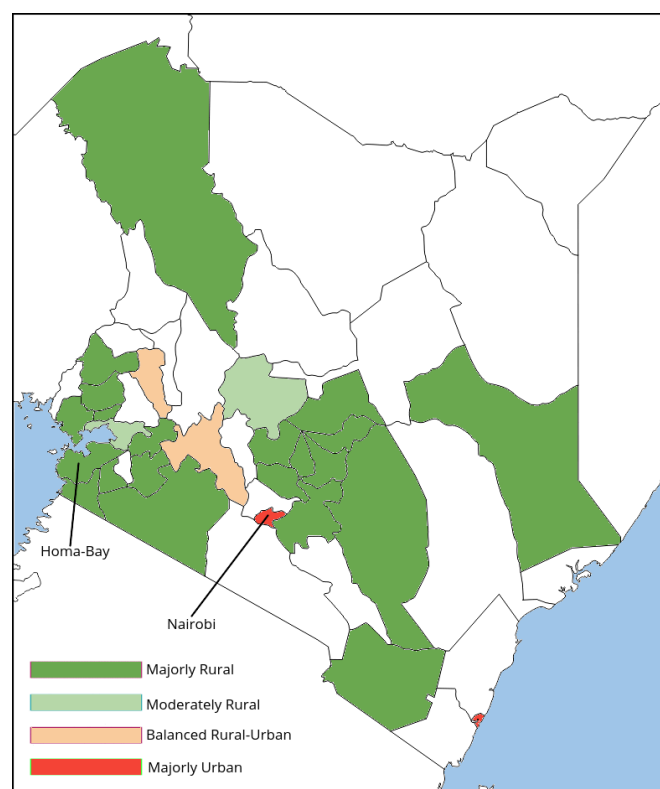 Homa-Bay
Nairobi
Majorly Rural
Moderately Rural
Balanced Rural-Urban
Majorly Urban